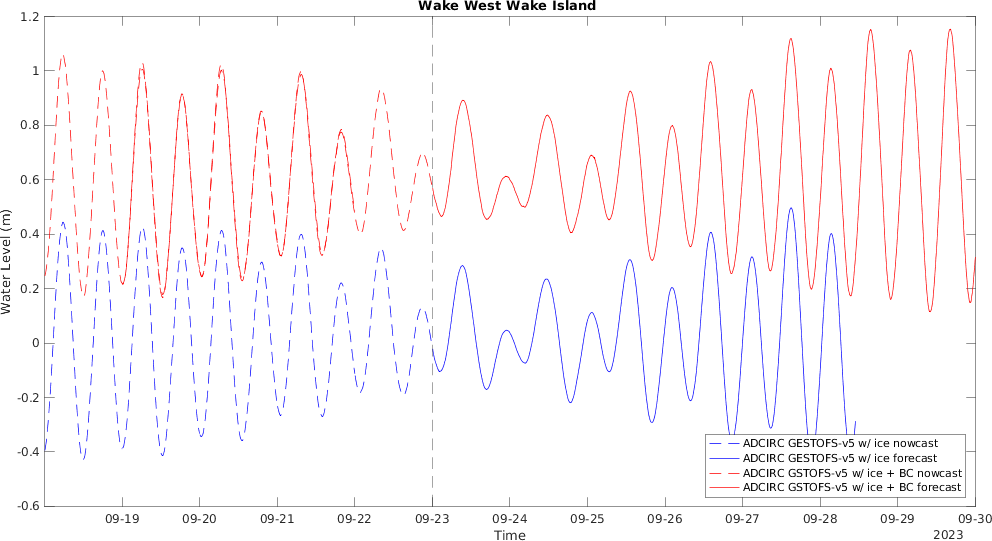 Wake West Wake Island
Water Level (m)
1.2
1
0.8
0.6
0.4
0.2
0
-0.2
-0.4
-0.6
ADCIRC GESTOFS-v5 w/ ice nowcast
ADCIRC GESTOFS-v5 w/ ice forecast
ADCIRC GSTOFS-v5 w/ ice + BC nowcast
ADCIRC GSTOFS-v5 w/ ice + BC forecast
09-19 09-20 09-21 09-22 09-23 09-24 09-25 09-26 09-27 09-28 09-29 09-30
Time
2023